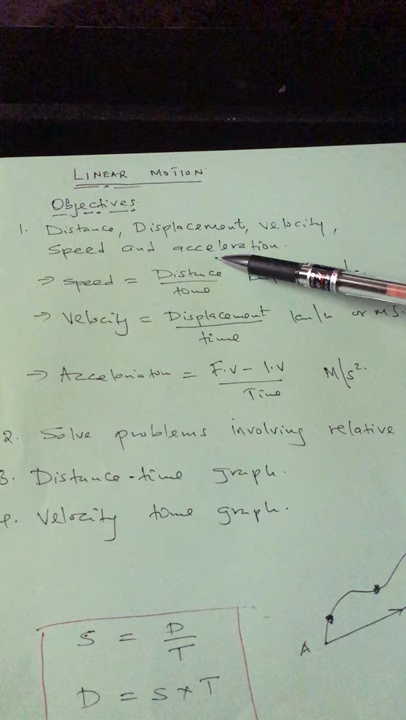 LINEAR MOTION
Objectives
1. Distance, Displacement, Velocity,
Speed and acceleration.
→ Speed = Distance / time
→ Velocity = Displacement / time km/h or MS
→ Acceleration = F.V - I.V / Time M/s².
2. Solve problems involving relative
3. Distance-time graph.
4. Velocity time graph.
A
S = D / T
D = S × T